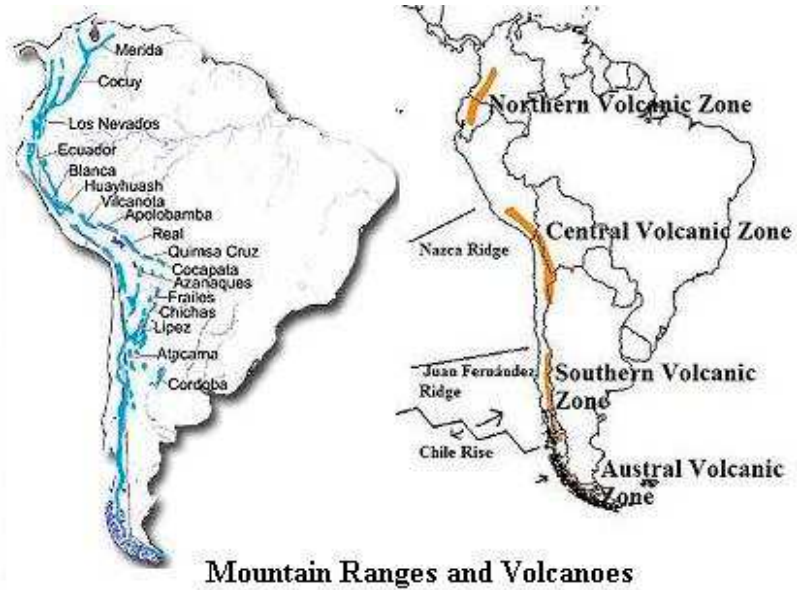 Merida
Cocuy
Los Nevados
Ecuador
Blanca
Huayhuash
Vilcanota
Apolobamba
Real
Quimsa Cruz
Cocapata
Azanaques
Frailes
Chichas
Lipez
Atacama
Cordoba
Northern Volcanic Zone
Central Volcanic Zone
Nazca Ridge
Juan Fernández
Ridge
Southern Volcanic
Zone
Chile Rise
Austral Volcanic
Zone
Mountain Ranges and Volcanoes